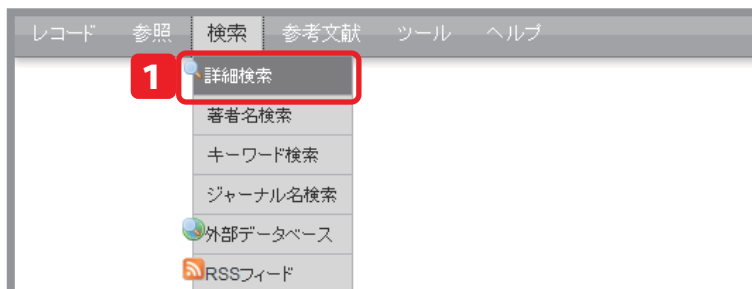 レコード 参照 検索 参考文献 ツール ヘルプ
1 詳細検索
著者名検索
キーワード検索
ジャーナル名検索
外部データベース
RSSフィード